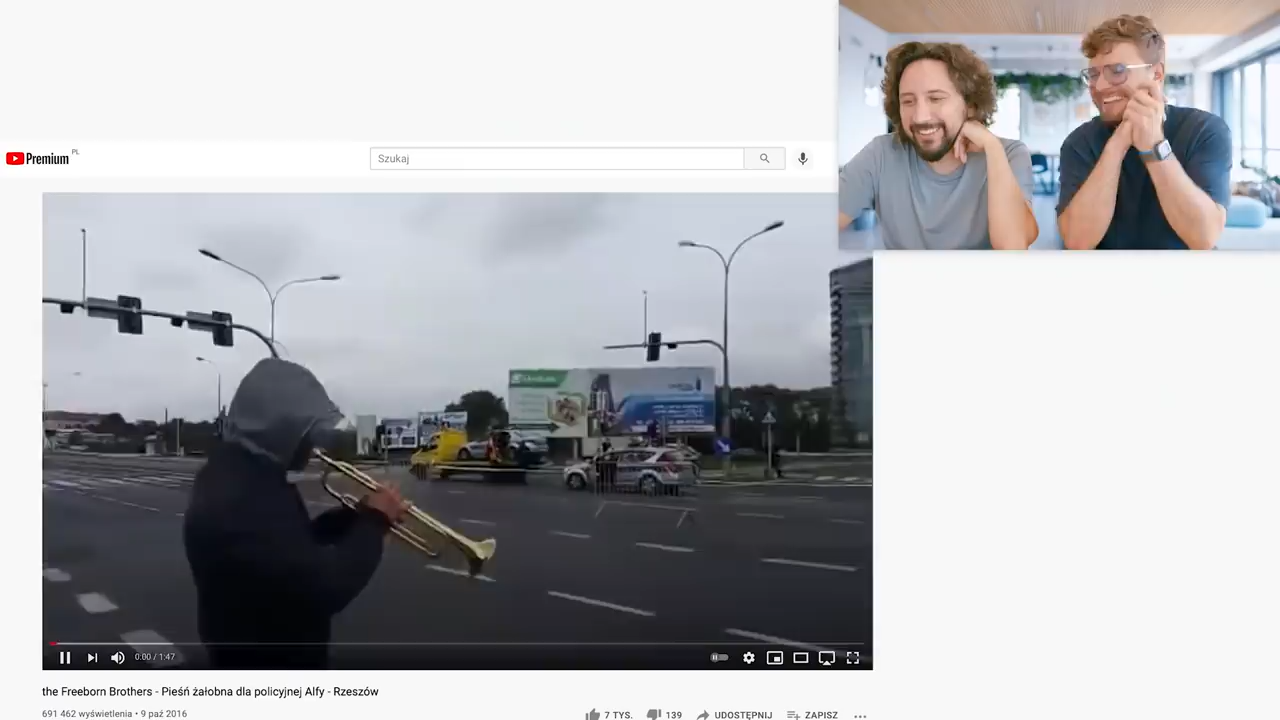 Premium PL
Szukaj
0:00 / 1:47
the Freeborn Brothers - Pieśń żałobna dla policyjnej Alfy - Rzeszów
691 462 wyświetlenia • 9 paź 2016
7 TYS.
139
UDOSTĘPNIJ
ZAPISZ